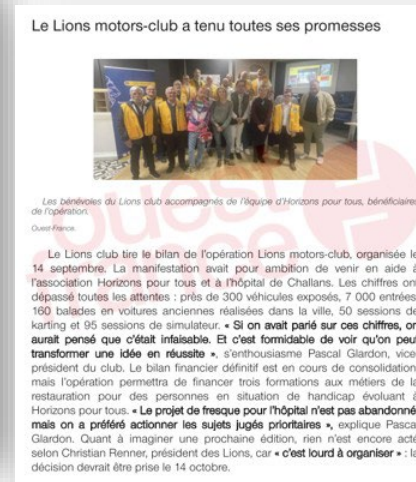 Le Lions motors-club a tenu toutes ses promesses
Les bénévoles du Lions club accompagnés de l'équipe d'Horizons pour tous, bénéficiaires
de l'opération.
Ouest-France.
Le Lions club tire le bilan de l'opération Lions motors-club, organisée le
14 septembre. La manifestation avait pour ambition de venir en aide à
l'association Horizons pour tous et à l'hôpital de Challans. Les chiffres ont
dépassé toutes les attentes : près de 300 véhicules exposés, 7 000 entrées
160 balades en voitures anciennes réalisées dans la ville, 50 sessions de
karting et 95 sessions de simulateur. « Si on avait parié sur ces chiffres, on
aurait pensé que c'était infaisable. Et c'est formidable de voir qu'on peut
transformer une idée en réussite », s'enthousiasme Pascal Glardon, vice
président du club. Le bilan financier définitif est en cours de consolidation
mais l'opération permettra de financer trois formations aux métiers de la
restauration pour des personnes en situation de handicap évoluant à
Horizons pour tous. « Le projet de fresque pour l'hôpital n'est pas abandonné
mais on a préféré actionner les sujets jugés prioritaires », explique Pascal
Glardon. Quant à imaginer une prochaine édition, rien n'est encore acté
selon Christian Renner, président des Lions, car « c'est lourd à organiser » : la
décision devrait être prise le 14 octobre.
ouest
france